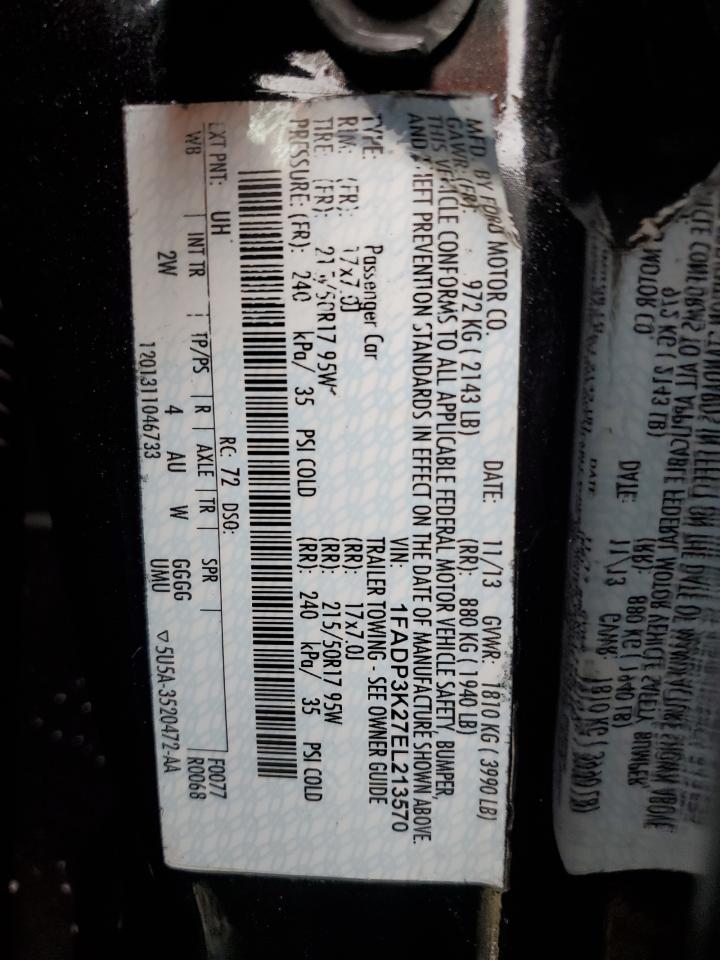 MFD. BY FORD MOTOR CO.
DATE: 11/13 GVWR: 1810 KG ( 3990 LB)
GAWR: (FR): 972 KG ( 2143 LB) (RR): 880 KG ( 1940 LB)
THIS VEHICLE CONFORMS TO ALL APPLICABLE FEDERAL MOTOR VEHICLE SAFETY, BUMPER,
AND THEFT PREVENTION STANDARDS IN EFFECT ON THE DATE OF MANUFACTURE SHOWN ABOVE.
VIN: 1FADP3K27EL213570
TYPE: Passenger Car TRAILER TOWING - SEE OWNER GUIDE
RIM: (FR): 17x7.0J (RR): 17x7.0J
TIRE: (FR): 215/50R17 95W (RR): 215/50R17 95W
PRESSURE: (FR): 240 kPa/ 35 PSI COLD (RR): 240 kPa/ 35 PSI COLD
EXT PNT: UH RC: 72 DSO: F0077
WB INT TR TP/PS R AXLE TR SPR R0068
2W 4 AU W GGGG
UMU
1201311046733 ▽5U5A-3520472-AA